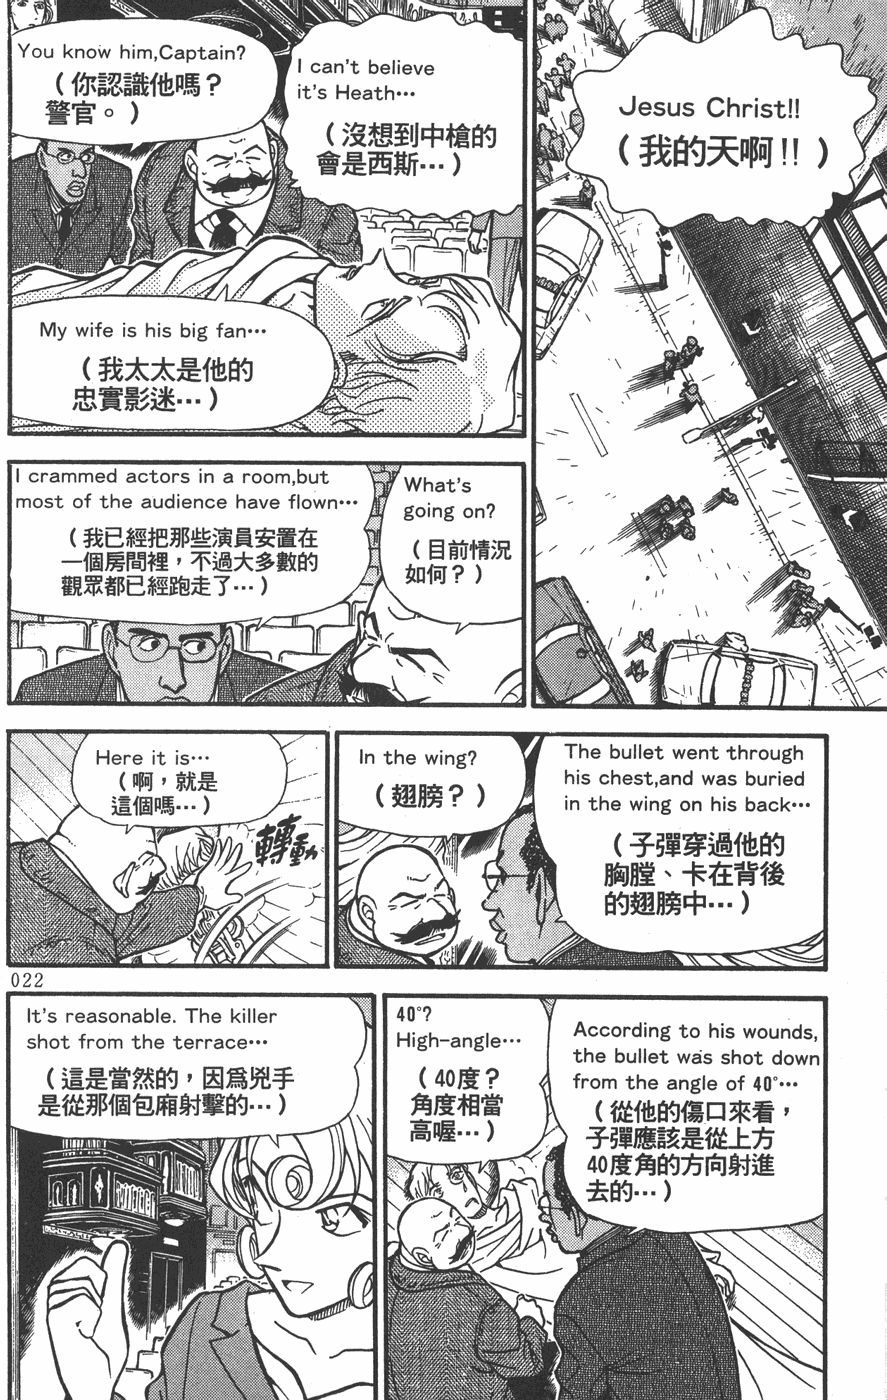 Jesus Christ!!
(我的天啊!!)
I can't believe
it's Heath…
(沒想到中槍的
會是西斯…)
You know him,Captain?
(你認識他嗎？
警官。)
My wife is his big fan…
(我太太是他的
忠實影迷…)
What's
going on?
(目前情況
如何？)
I crammed actors in a room,but
most of the audience have flown…
(我已經把那些演員安置在
一個房間裡，不過大多數的
觀眾都已經跑走了…)
The bullet went through
his chest,and was buried
in the wing on his back…
(子彈穿過他的
胸膛、卡在背後
的翅膀中…)
In the wing?
(翅膀？)
Here it is…
(啊，就是
這個嗎…)
轉動
022
According to his wounds,
the bullet was shot down
from the angle of 40°…
(從他的傷口來看，
子彈應該是從上方
40度角的方向射進
去的…)
40°?
High-angle…
(40度？
角度相當
高喔…)
It's reasonable. The killer
shot from the terrace…
(這是當然的，因爲兇手
是從那個包廂射擊的…)